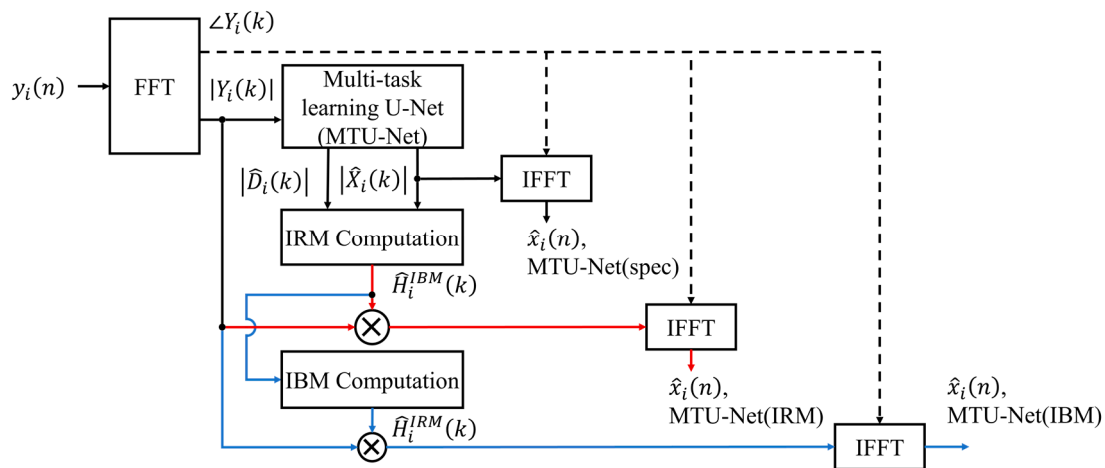 ∠Y_i(k)
y_i(n)
FFT
|Y_i(k)|
Multi-task
learning U-Net
(MTU-Net)
|D̂_i(k)|
|X̂_i(k)|
IFFT
x̂_i(n),
MTU-Net(spec)
IRM Computation
Ĥ_i^{IBM}(k)
IFFT
x̂_i(n),
MTU-Net(IRM)
IBM Computation
Ĥ_i^{IRM}(k)
IFFT
x̂_i(n),
MTU-Net(IBM)